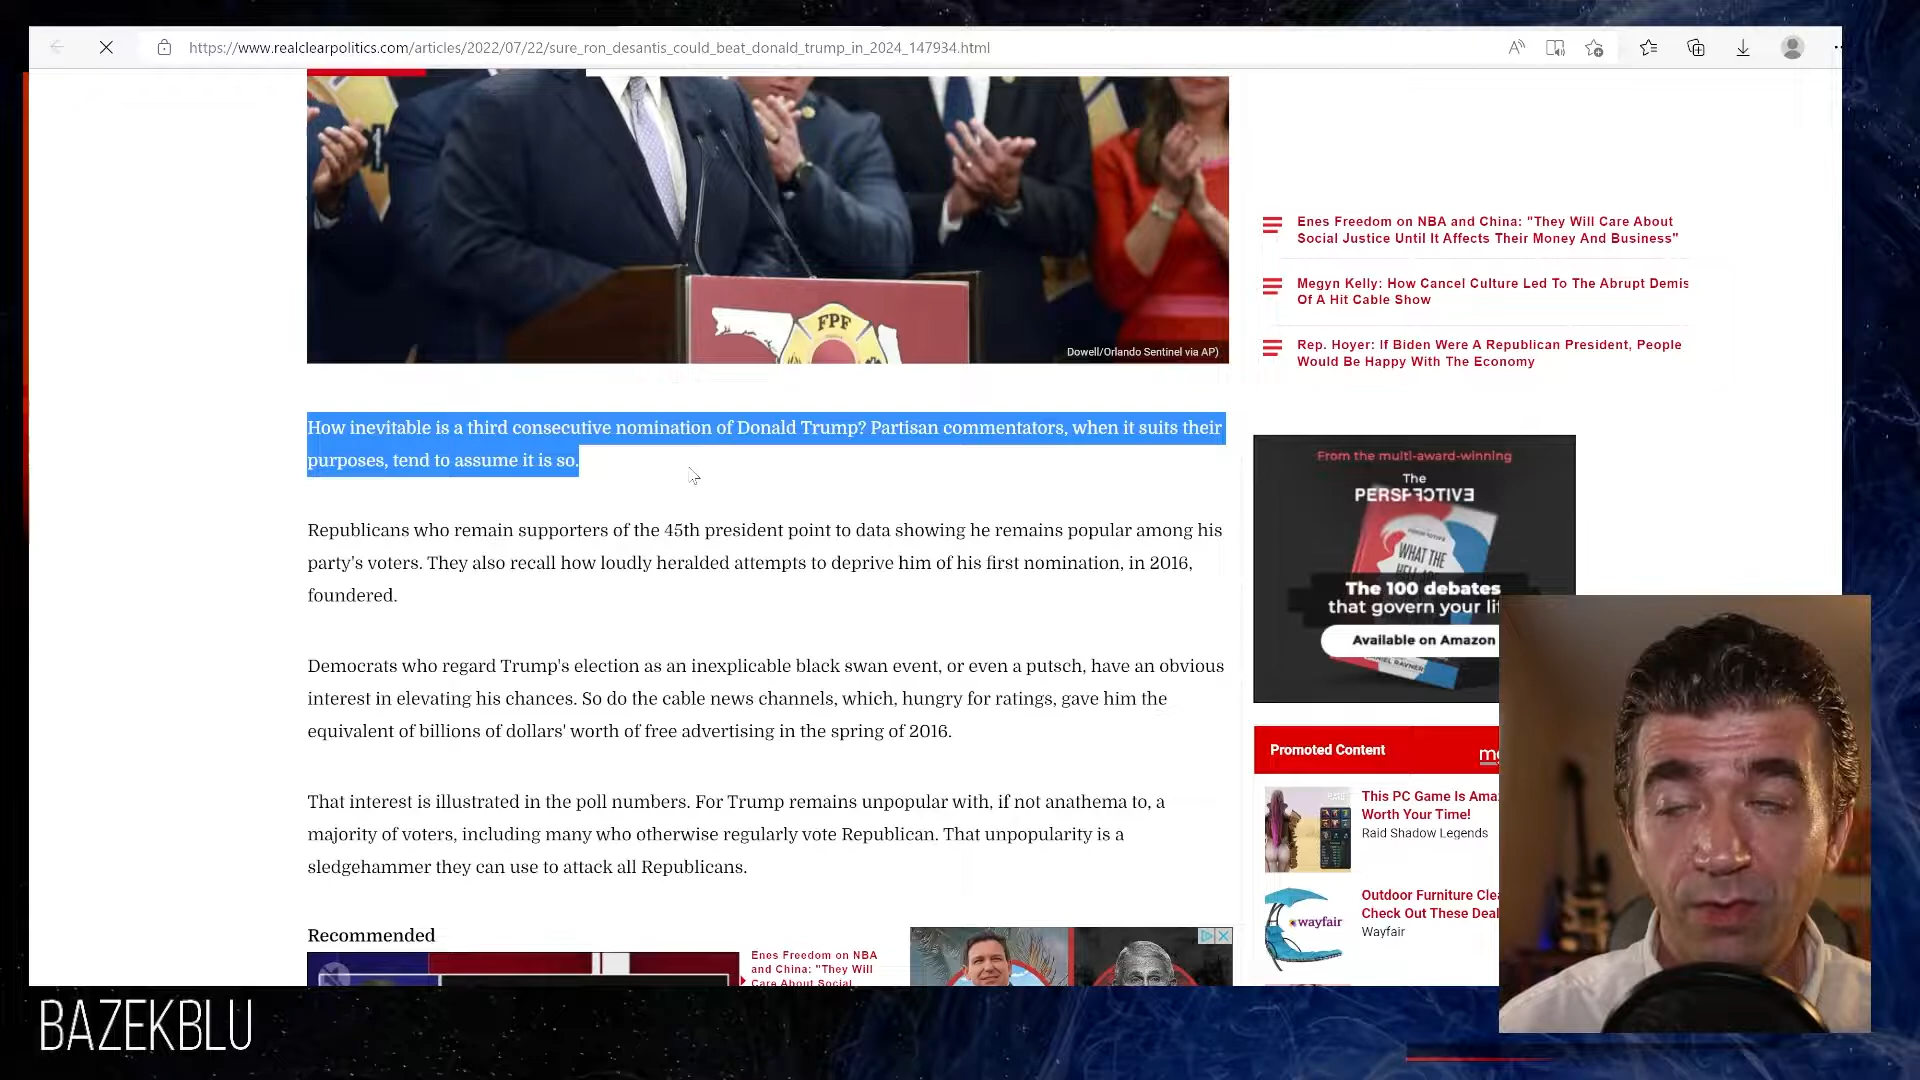 https://www.realclearpolitics.com/articles/2022/07/22/sure_ron_desantis_could_beat_donald_trump_in_2024_147934.html
FPF
Dowell/Orlando Sentinel via AP)
How inevitable is a third consecutive nomination of Donald Trump? Partisan commentators, when it suits their
purposes, tend to assume it is so.
Republicans who remain supporters of the 45th president point to data showing he remains popular among his
party's voters. They also recall how loudly heralded attempts to deprive him of his first nomination, in 2016,
foundered.
Democrats who regard Trump's election as an inexplicable black swan event, or even a putsch, have an obvious
interest in elevating his chances. So do the cable news channels, which, hungry for ratings, gave him the
equivalent of billions of dollars' worth of free advertising in the spring of 2016.
That interest is illustrated in the poll numbers. For Trump remains unpopular with, if not anathema to, a
majority of voters, including many who otherwise regularly vote Republican. That unpopularity is a
sledgehammer they can use to attack all Republicans.
Recommended
Enes Freedom on NBA
and China: "They Will
Care About Social
Enes Freedom on NBA and China: "They Will Care About
Social Justice Until It Affects Their Money And Business"
Megyn Kelly: How Cancel Culture Led To The Abrupt Demis
Of A Hit Cable Show
Rep. Hoyer: If Biden Were A Republican President, People
Would Be Happy With The Economy
From the multi-award-winning
The
PERSPECTIVE
WHAT THE
The 100 debates
that govern your li
Available on Amazon
Promoted Content
This PC Game Is Ama
Worth Your Time!
Raid Shadow Legends
wayfair
Outdoor Furniture Cle
Check Out These Deal
Wayfair
BAZEKBLU